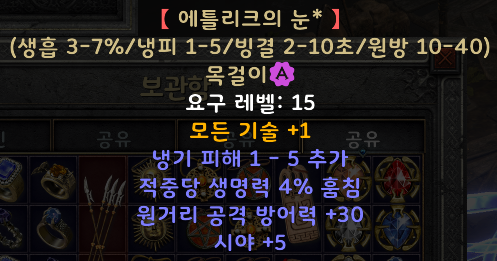 【 에틀리크의 눈* 】
(생흡 3-7%/냉피 1-5/빙결 2-10초/원방 10-40)
목걸이 A
요구 레벨: 15
모든 기술 +1
냉기 피해 1 - 5 추가
적중당 생명력 4% 훔침
원거리 공격 방어력 +30
시야 +5
보관함
공유
공유